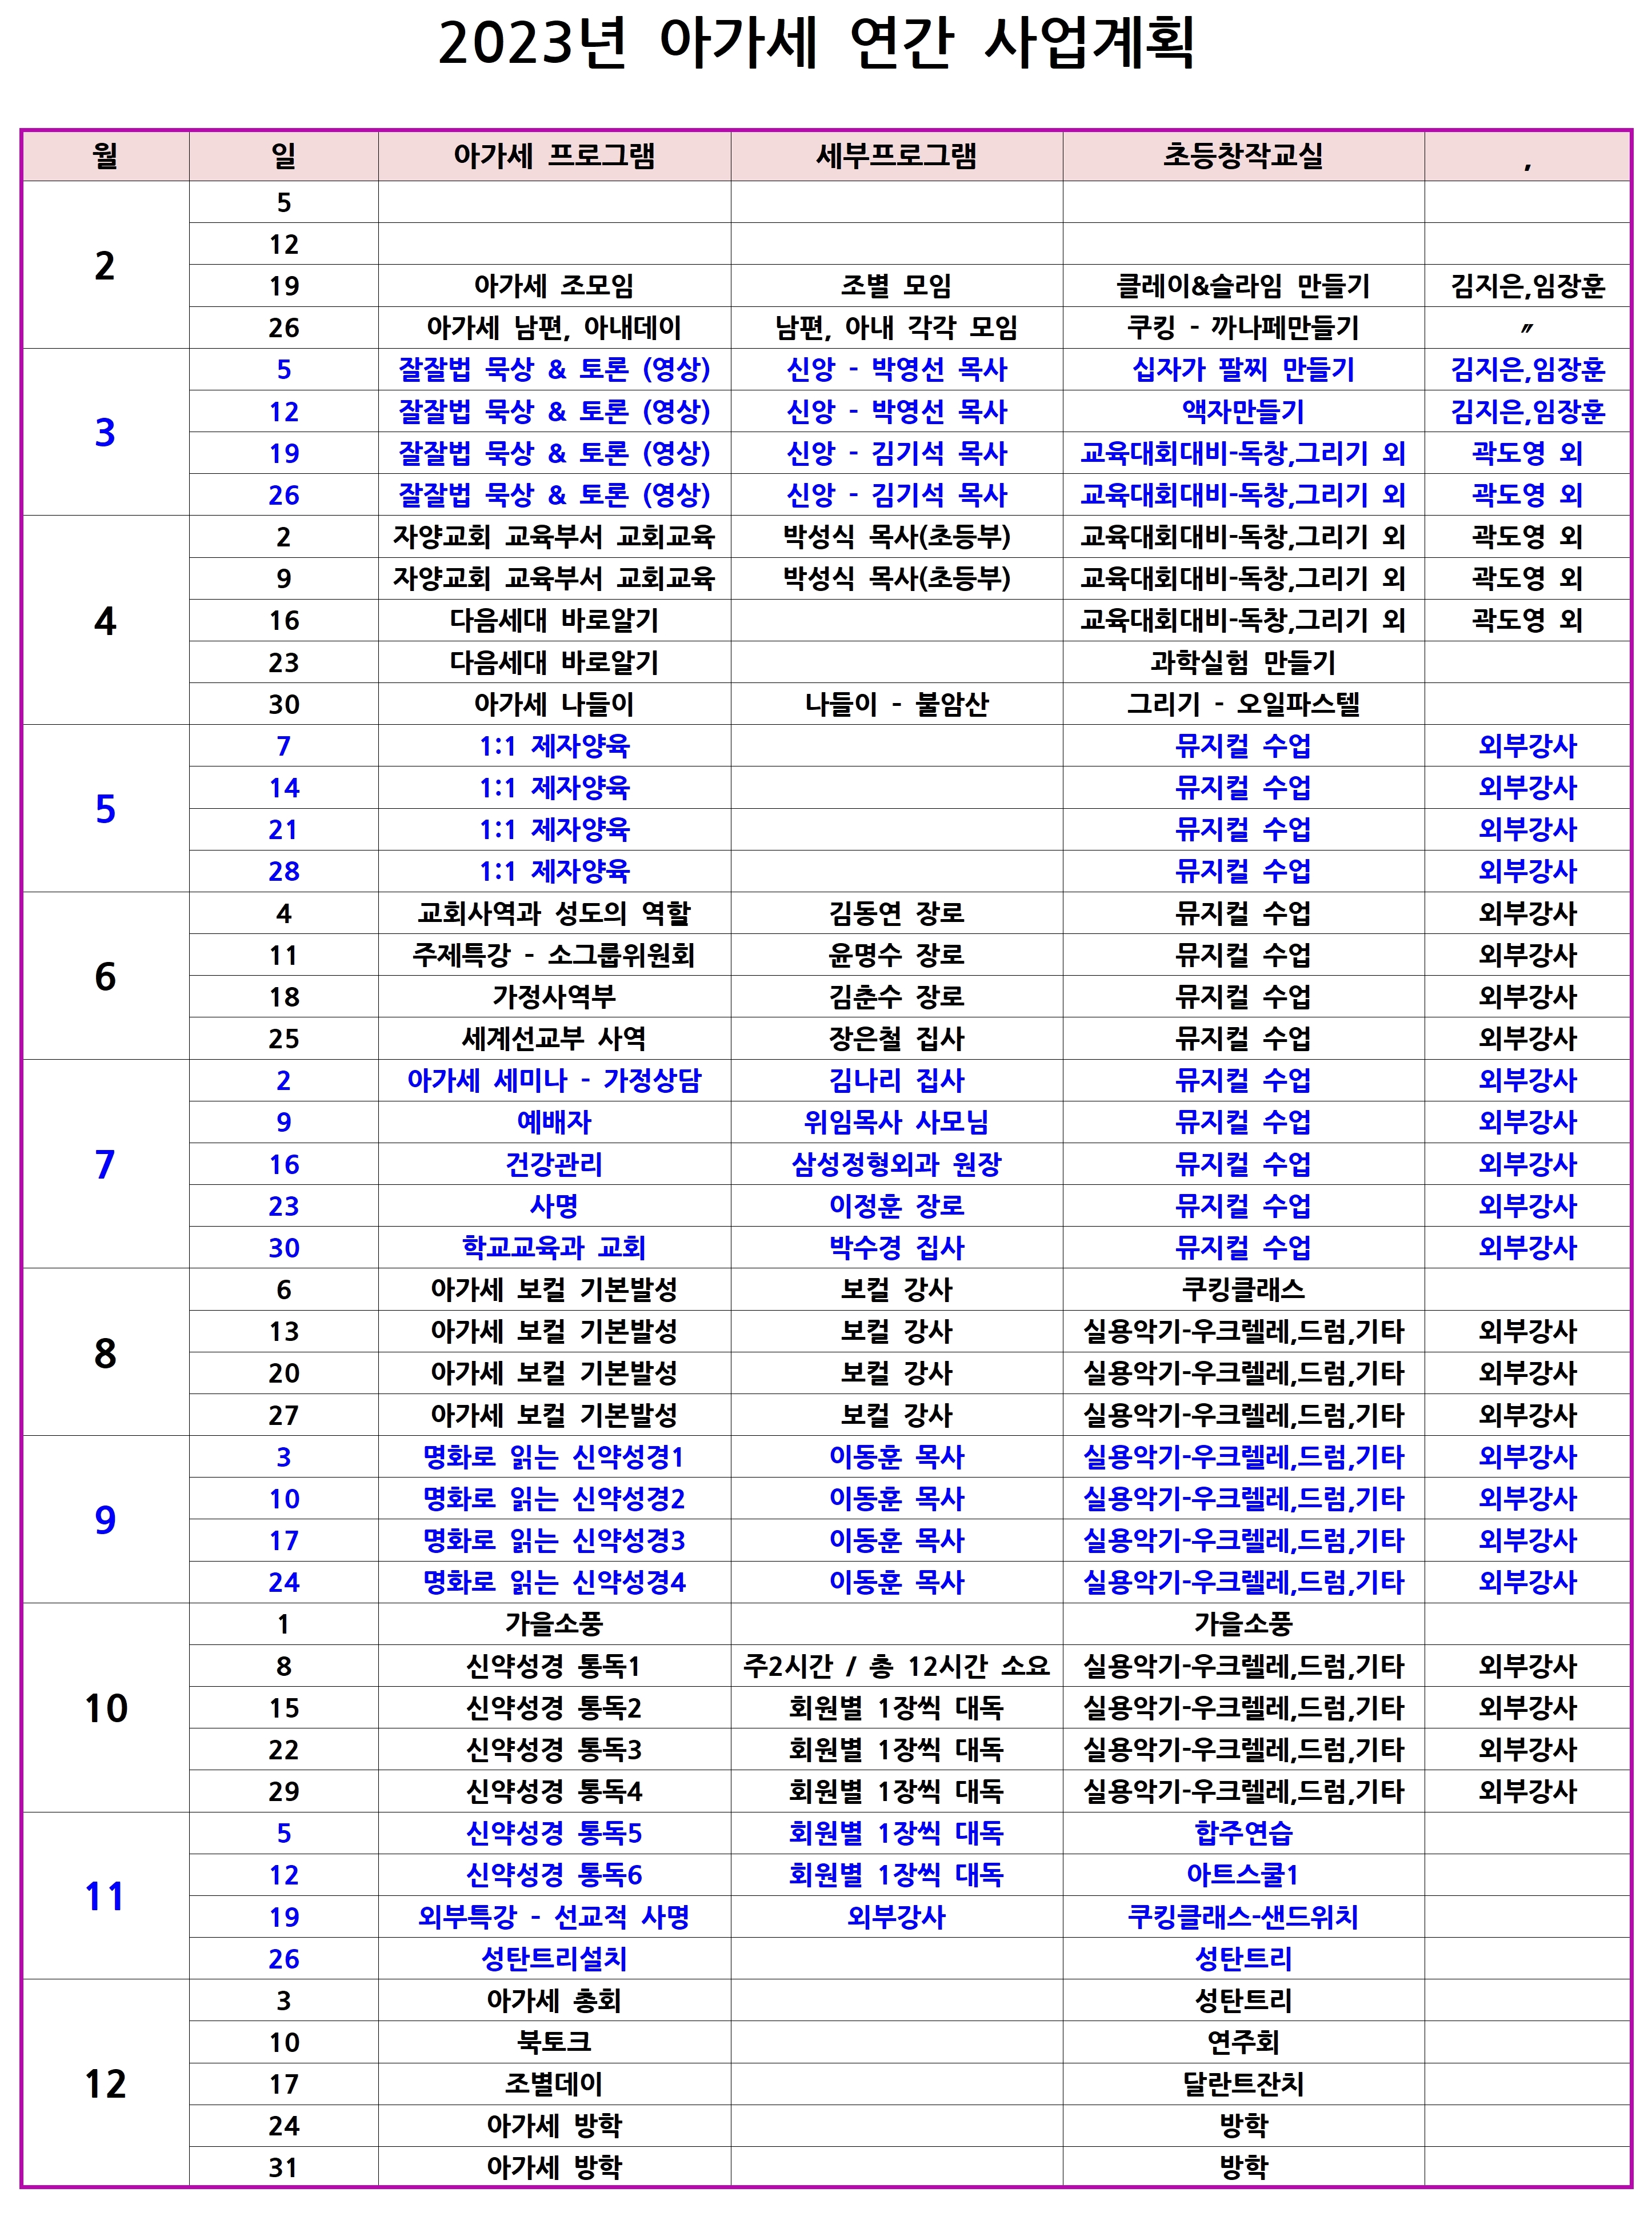 2023년 아가세 연간 사업계획
월 일 아가세 프로그램 세부프로그램 초등창작교실 ,
2
5
12
19 아가세 조모임 조별 모임 클레이&슬라임 만들기 김지은,임장훈
26 아가세 남편, 아내데이 남편, 아내 각각 모임 쿠킹 - 까나페만들기 〃
3
5 잘잘법 묵상 & 토론 (영상) 신앙 - 박영선 목사 십자가 팔찌 만들기 김지은,임장훈
12 잘잘법 묵상 & 토론 (영상) 신앙 - 박영선 목사 액자만들기 김지은,임장훈
19 잘잘법 묵상 & 토론 (영상) 신앙 - 김기석 목사 교육대회대비-독창,그리기 외 곽도영 외
26 잘잘법 묵상 & 토론 (영상) 신앙 - 김기석 목사 교육대회대비-독창,그리기 외 곽도영 외
4
2 자양교회 교육부서 교회교육 박성식 목사(초등부) 교육대회대비-독창,그리기 외 곽도영 외
9 자양교회 교육부서 교회교육 박성식 목사(초등부) 교육대회대비-독창,그리기 외 곽도영 외
16 다음세대 바로알기 교육대회대비-독창,그리기 외 곽도영 외
23 다음세대 바로알기 과학실험 만들기
30 아가세 나들이 나들이 - 불암산 그리기 - 오일파스텔
5
7 1:1 제자양육 뮤지컬 수업 외부강사
14 1:1 제자양육 뮤지컬 수업 외부강사
21 1:1 제자양육 뮤지컬 수업 외부강사
28 1:1 제자양육 뮤지컬 수업 외부강사
6
4 교회사역과 성도의 역할 김동연 장로 뮤지컬 수업 외부강사
11 주제특강 - 소그룹위원회 윤명수 장로 뮤지컬 수업 외부강사
18 가정사역부 김춘수 장로 뮤지컬 수업 외부강사
25 세계선교부 사역 장은철 집사 뮤지컬 수업 외부강사
7
2 아가세 세미나 - 가정상담 김나리 집사 뮤지컬 수업 외부강사
9 예배자 위임목사 사모님 뮤지컬 수업 외부강사
16 건강관리 삼성정형외과 원장 뮤지컬 수업 외부강사
23 사명 이정훈 장로 뮤지컬 수업 외부강사
30 학교교육과 교회 박수경 집사 뮤지컬 수업 외부강사
8
6 아가세 보컬 기본발성 보컬 강사 쿠킹클래스
13 아가세 보컬 기본발성 보컬 강사 실용악기-우크렐레,드럼,기타 외부강사
20 아가세 보컬 기본발성 보컬 강사 실용악기-우크렐레,드럼,기타 외부강사
27 아가세 보컬 기본발성 보컬 강사 실용악기-우크렐레,드럼,기타 외부강사
9
3 명화로 읽는 신약성경1 이동훈 목사 실용악기-우크렐레,드럼,기타 외부강사
10 명화로 읽는 신약성경2 이동훈 목사 실용악기-우크렐레,드럼,기타 외부강사
17 명화로 읽는 신약성경3 이동훈 목사 실용악기-우크렐레,드럼,기타 외부강사
24 명화로 읽는 신약성경4 이동훈 목사 실용악기-우크렐레,드럼,기타 외부강사
10
1 가을소풍 가을소풍
8 신약성경 통독1 주2시간 / 총 12시간 소요 실용악기-우크렐레,드럼,기타 외부강사
15 신약성경 통독2 회원별 1장씩 대독 실용악기-우크렐레,드럼,기타 외부강사
22 신약성경 통독3 회원별 1장씩 대독 실용악기-우크렐레,드럼,기타 외부강사
29 신약성경 통독4 회원별 1장씩 대독 실용악기-우크렐레,드럼,기타 외부강사
11
5 신약성경 통독5 회원별 1장씩 대독 합주연습
12 신약성경 통독6 회원별 1장씩 대독 아트스쿨1
19 외부특강 - 선교적 사명 외부강사 쿠킹클래스-샌드위치
26 성탄트리설치 성탄트리
12
3 아가세 총회 성탄트리
10 북토크 연주회
17 조별데이 달란트잔치
24 아가세 방학 방학
31 아가세 방학 방학